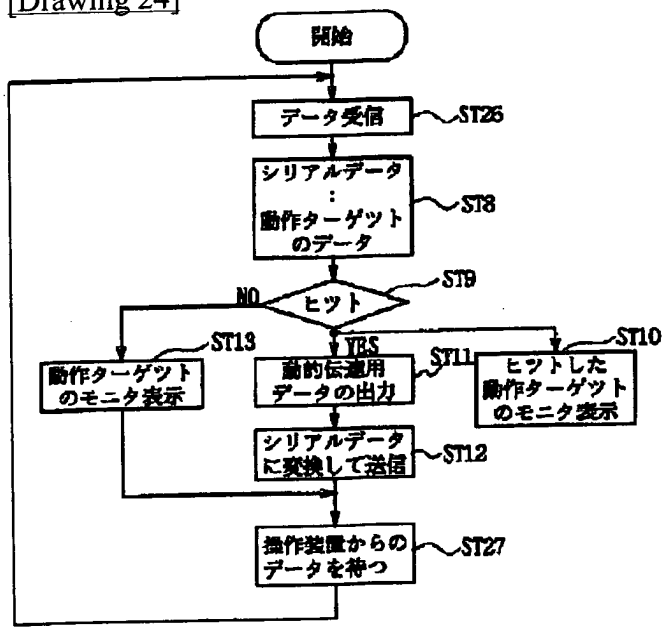 [Drawing 24]
開始
データ受信
ST26
シリアルデータ
:
動作ターゲット
のデータ
ST8
ヒット
ST9
NO
YES
ST13
動作ターゲット
のモニタ表示
ST11
動的伝達用
データの出力
ST10
ヒットした
動作ターゲット
のモニタ表示
シリアルデータ
に変換して送信
ST12
操作装置からの
データを待つ
ST27